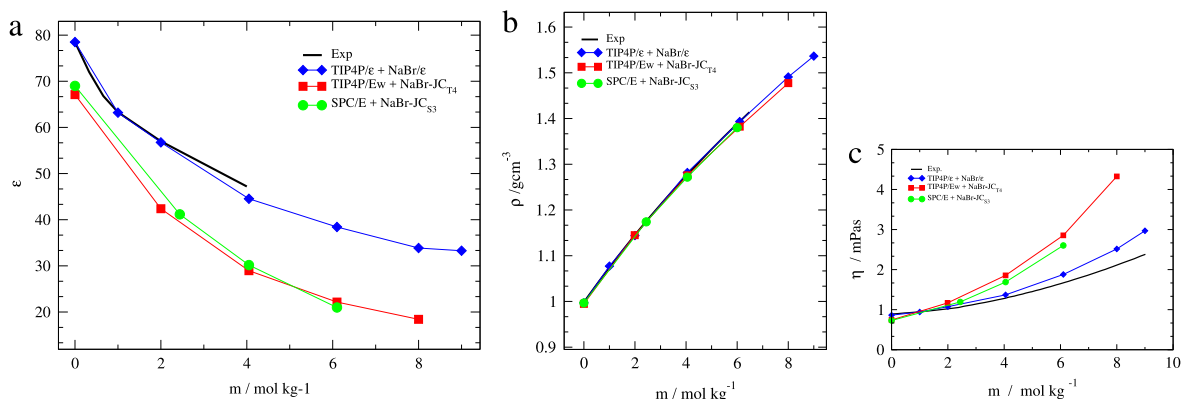 a
80
70
60
50
40
30
20
ε
0
2
4
6
8
m / mol kg-1
Exp
TIP4P/ε + NaBr/ε
TIP4P/Ew + NaBr-JC_T4
SPC/E + NaBr-JC_S3
b
1.6
1.5
1.4
1.3
1.2
1.1
1
0.9
ρ /gcm⁻³
0
2
4
6
8
m / mol kg⁻¹
Exp
TIP4P/ε + NaBr/ε
TIP4P/Ew + NaBr-JC_T4
SPC/E + NaBr-JC_S3
c
5
4
3
2
1
0
η / mPas
0
2
4
6
8
10
m / mol kg⁻¹
Exp.
TIP4P/ε + NaBr/ε
TIP4P/Ew + NaBr-JC_T4
SPC/E + NaBr-JC_S3